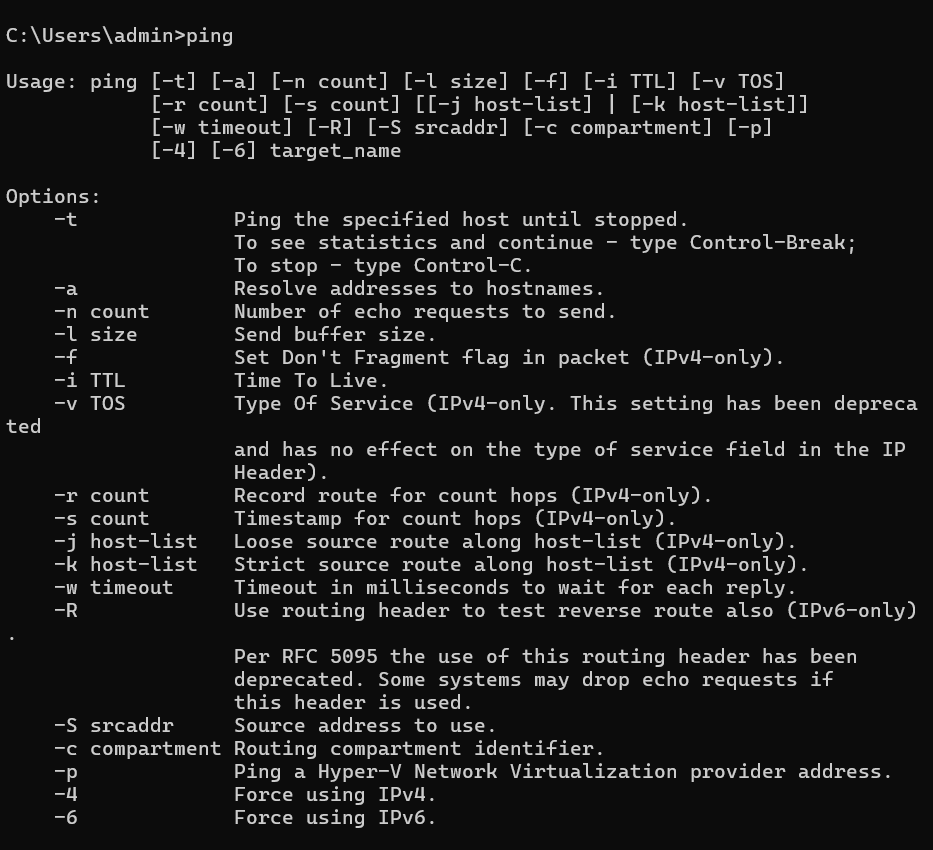 C:\Users\admin>ping
Usage: ping [-t] [-a] [-n count] [-l size] [-f] [-i TTL] [-v TOS]
            [-r count] [-s count] [[-j host-list] | [-k host-list]]
            [-w timeout] [-R] [-S srcaddr] [-c compartment] [-p]
            [-4] [-6] target_name
Options:
    -t             Ping the specified host until stopped.
                   To see statistics and continue - type Control-Break;
                   To stop - type Control-C.
    -a             Resolve addresses to hostnames.
    -n count       Number of echo requests to send.
    -l size        Send buffer size.
    -f             Set Don't Fragment flag in packet (IPv4-only).
    -i TTL         Time To Live.
    -v TOS         Type Of Service (IPv4-only. This setting has been depreca
ted
                   and has no effect on the type of service field in the IP
                   Header).
    -r count       Record route for count hops (IPv4-only).
    -s count       Timestamp for count hops (IPv4-only).
    -j host-list   Loose source route along host-list (IPv4-only).
    -k host-list   Strict source route along host-list (IPv4-only).
    -w timeout     Timeout in milliseconds to wait for each reply.
    -R             Use routing header to test reverse route also (IPv6-only)
.
                   Per RFC 5095 the use of this routing header has been
                   deprecated. Some systems may drop echo requests if
                   this header is used.
    -S srcaddr     Source address to use.
    -c compartment Routing compartment identifier.
    -p             Ping a Hyper-V Network Virtualization provider address.
    -4             Force using IPv4.
    -6             Force using IPv6.